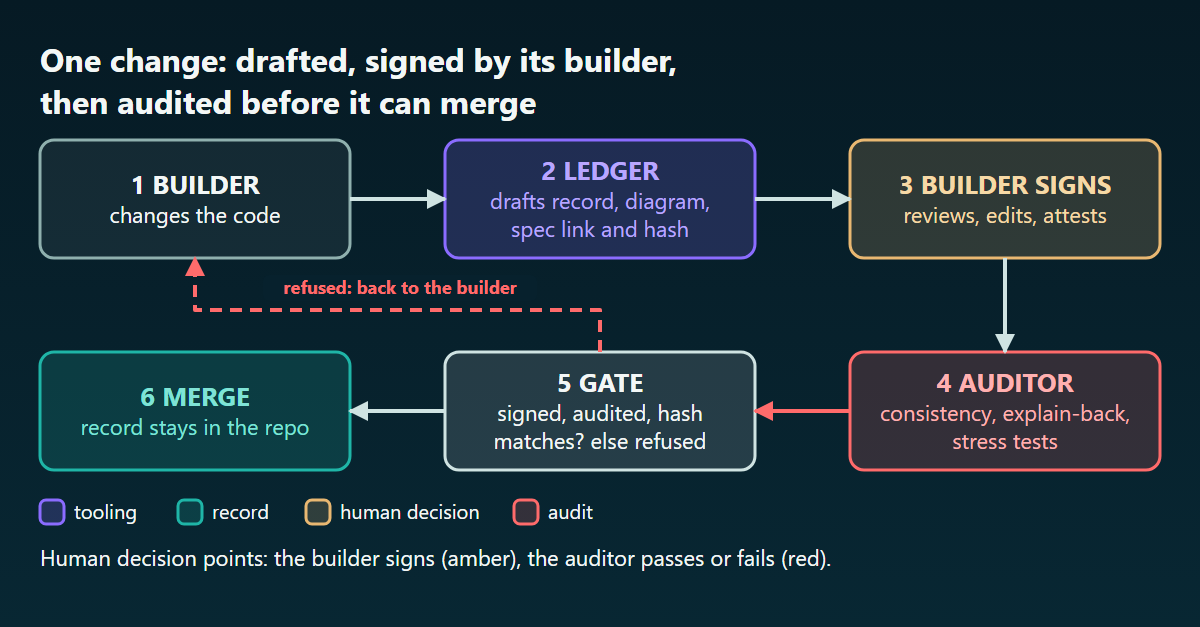 One change: drafted, signed by its builder,
then audited before it can merge
1 BUILDER
changes the code
2 LEDGER
drafts record, diagram,
spec link and hash
3 BUILDER SIGNS
reviews, edits, attests
refused: back to the builder
4 AUDITOR
consistency, explain-back,
stress tests
5 GATE
signed, audited, hash
matches? else refused
6 MERGE
record stays in the repo
tooling
record
human decision
audit
Human decision points: the builder signs (amber), the auditor passes or fails (red).